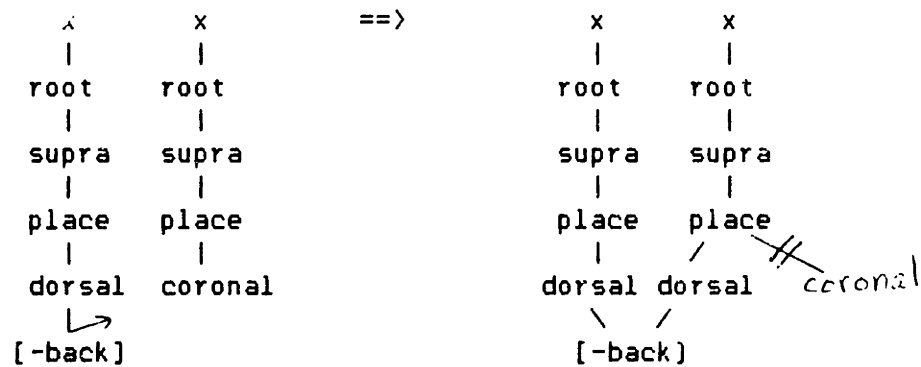 x x ==> x x
root root root root
supra supra supra supra
place place place place
dorsal coronal dorsal dorsal coronal
[-back] [-back]